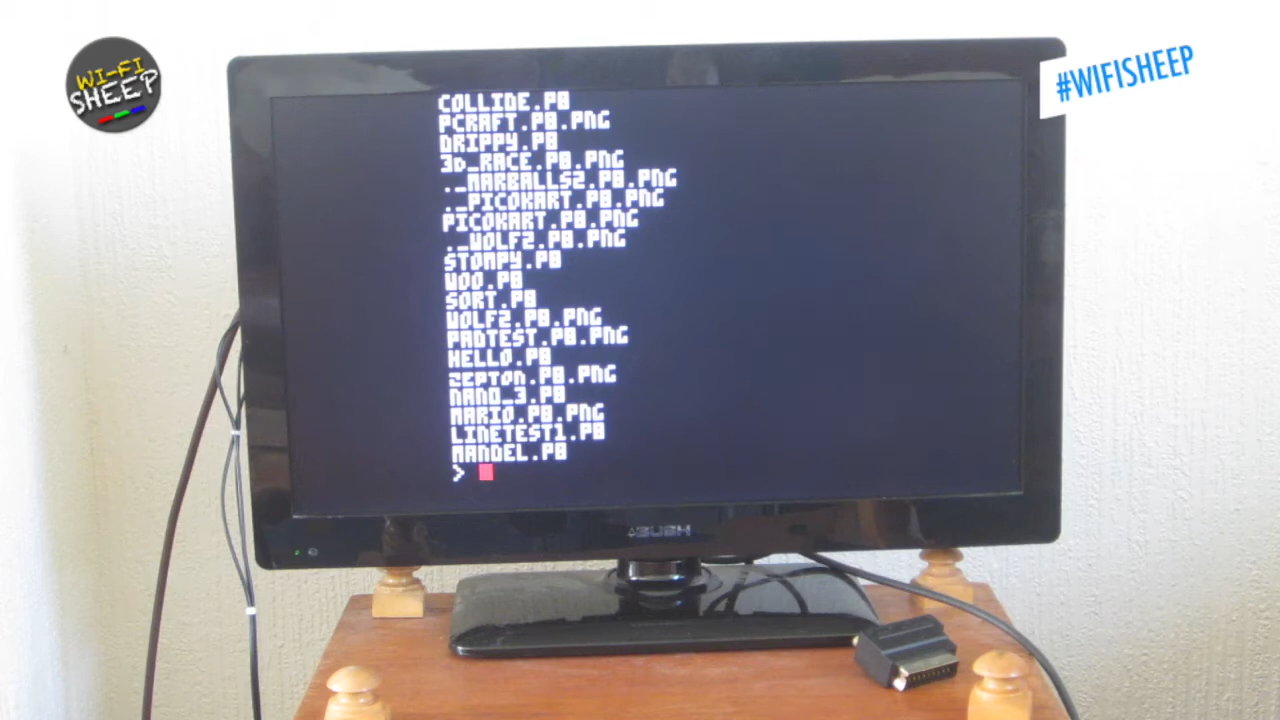 WI-FI
SHEEP
#WIFISHEEP
COLLIDE.P8
PCRAFT.P8.PNG
DRIPPY.P8
3D_RACE.P8.PNG
._MARBALLS2.P8.PNG
._PICOKART.P8.PNG
PICOKART.P8.PNG
._WOLF2.P8.PNG
STOMPY.P8
WOO.P8
SORT.P8
WOLF2.P8.PNG
PADTEST.P8.PNG
HELLO.P8
ZEPTON.P8.PNG
NANO_3.P8
MARIO.P8.PNG
LINETEST1.P8
MANDEL.P8
>
BUSH